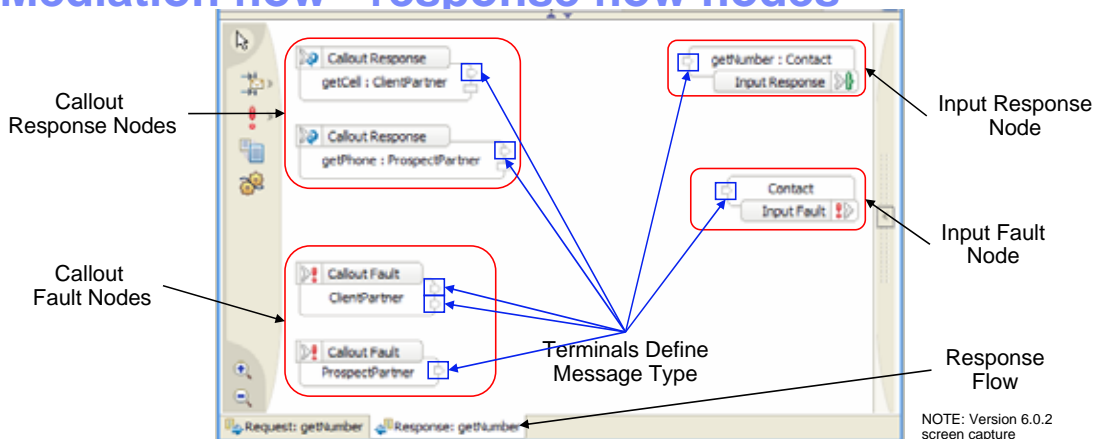 Mediation flow - response flow nodes
Callout Response
getCell : ClientPartner
Callout Response
getPhone : ProspectPartner
Callout
Response Nodes
getNumber : Contact
Input Response
Input Response
Node
Contact
Input Fault
Input Fault
Node
Callout
Fault Nodes
Callout Fault
ClientPartner
Callout Fault
ProspectPartner
Terminals Define
Message Type
Response
Flow
Request: getNumber
Response: getNumber
NOTE: Version 6.0.2
screen capture